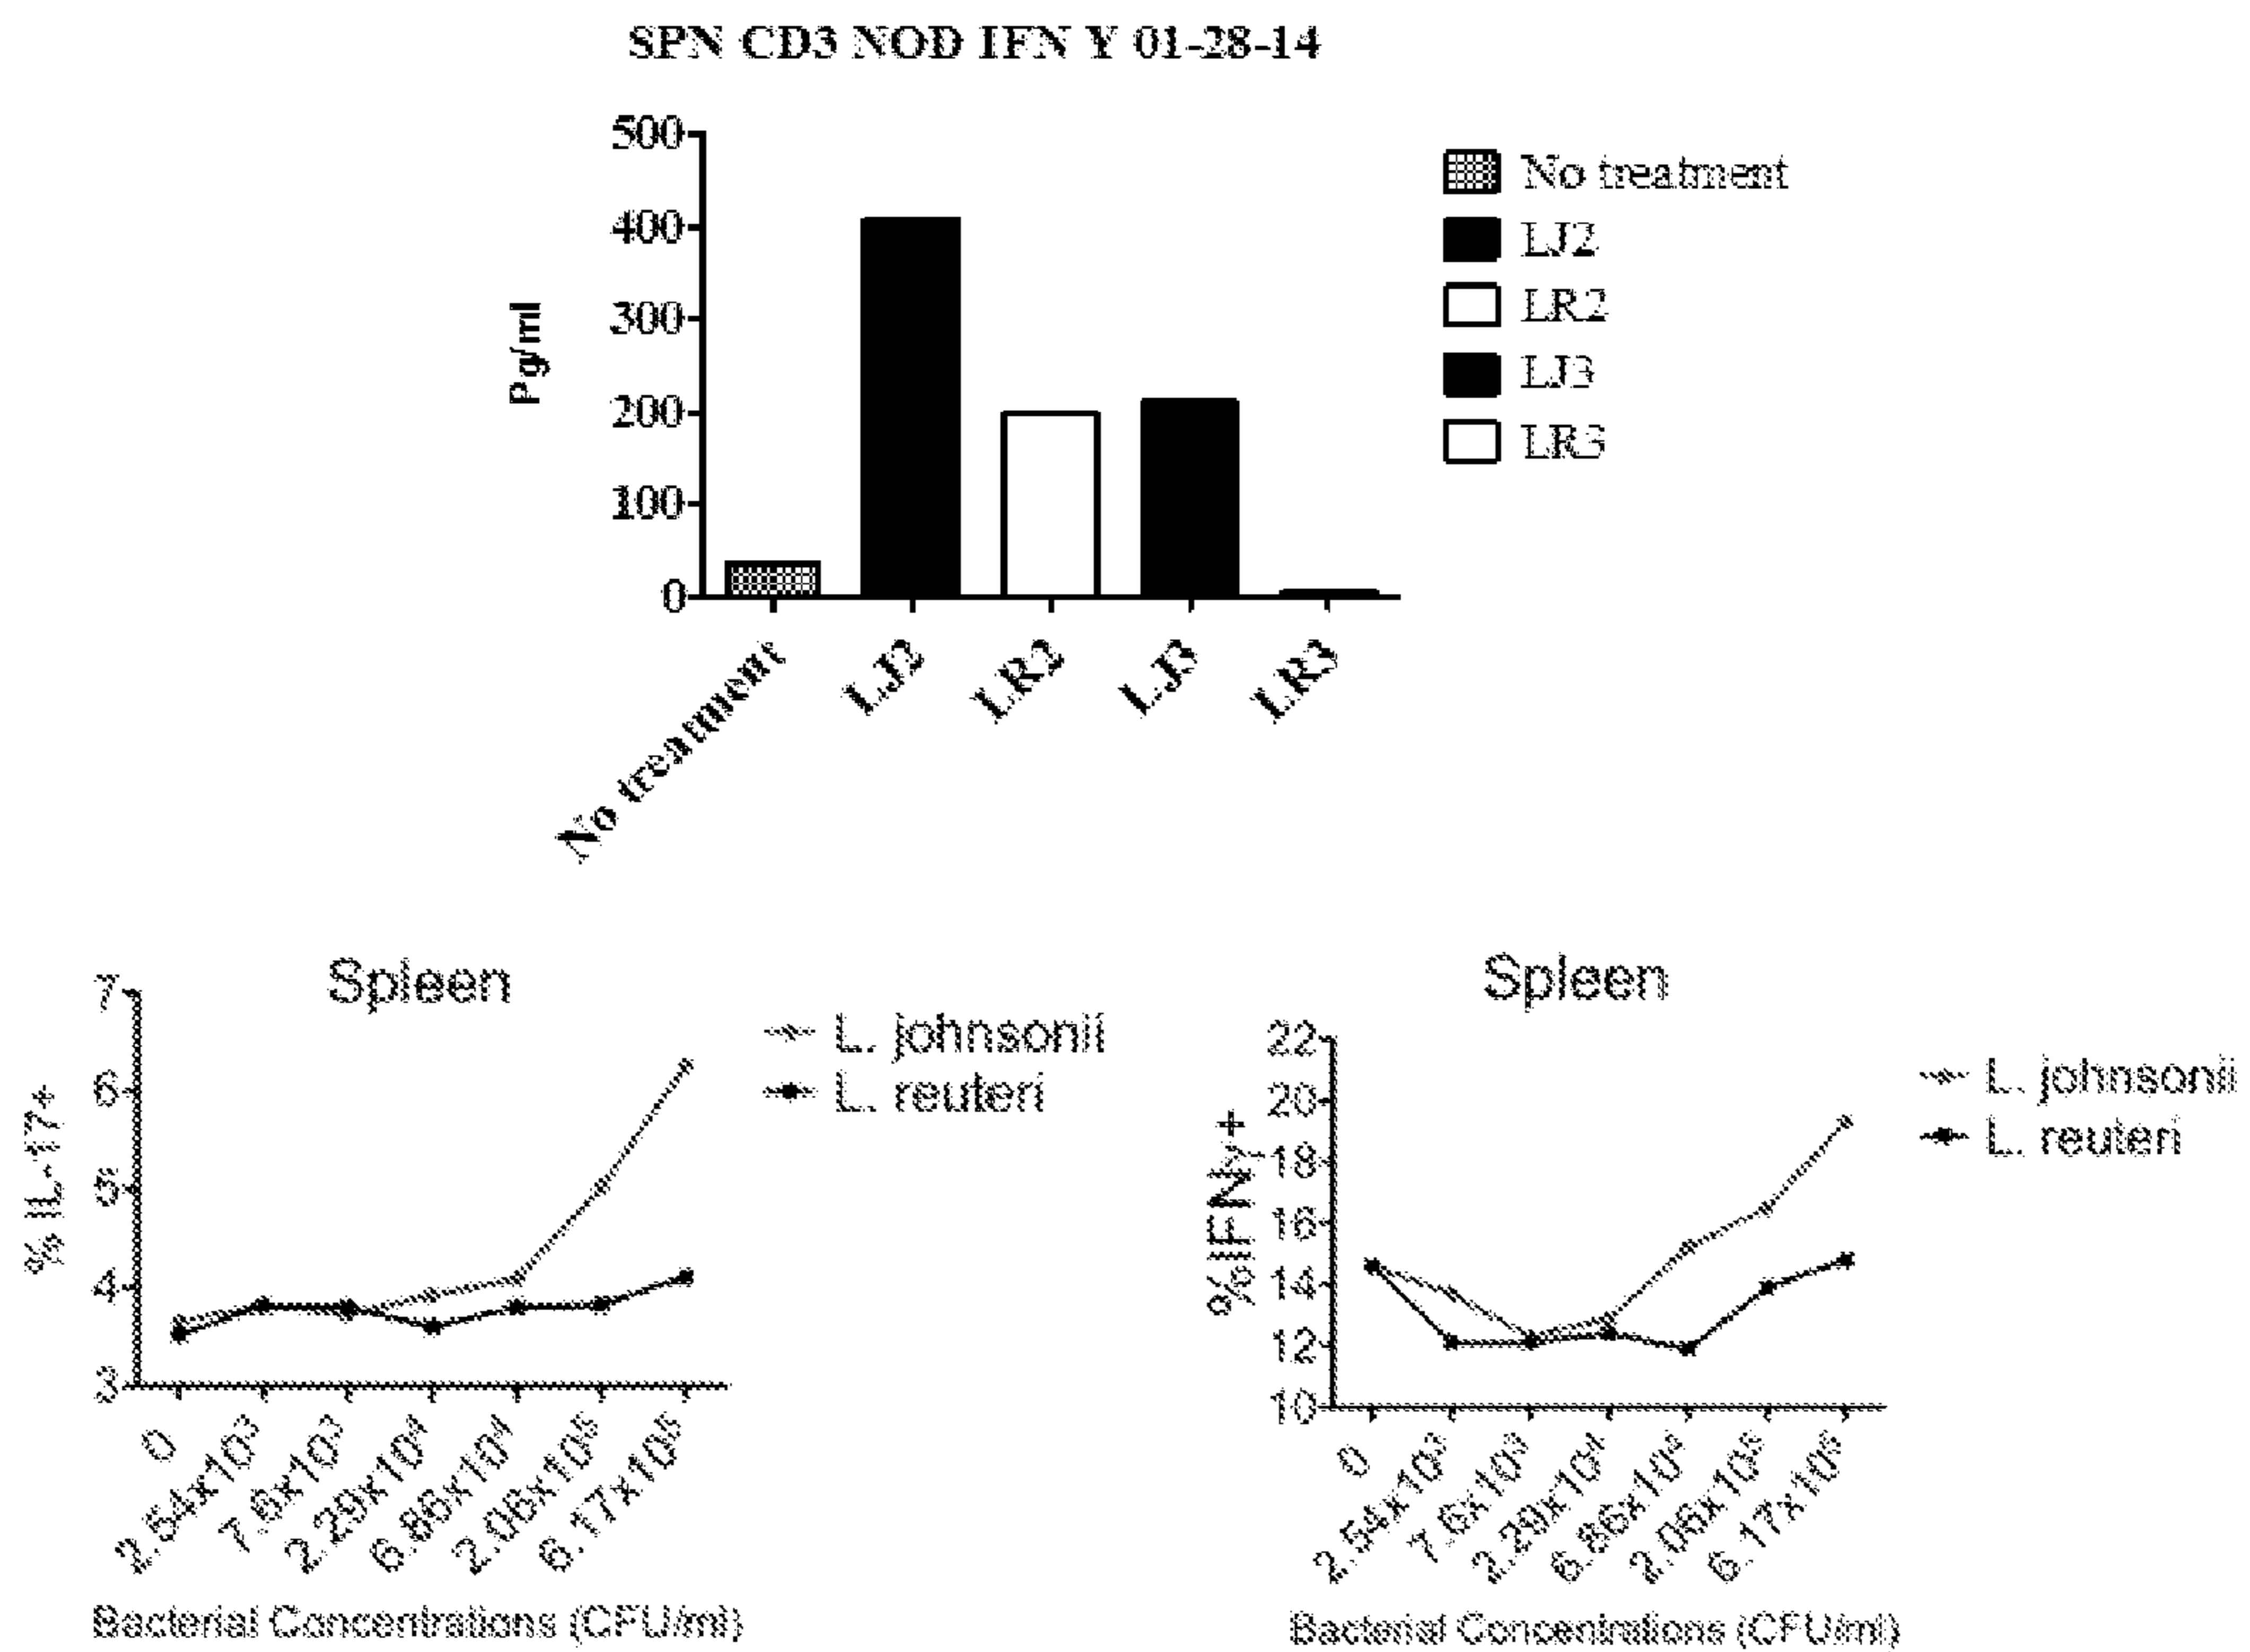 SPN CD3 NOD IFN Y 01-28-14
Pg/ml
500
400
300
200
100
0
No treatment
LJ2
LR2
LJ3
LR3
No treatment
LJ2
LR2
LJ3
LR3
Spleen
% IL-17+
7
6
5
4
3
L. johnsonii
L. reuteri
0
2.54x10³
7.6x10³
2.29x10⁴
6.86x10⁴
2.06x10⁵
6.17x10⁵
Bacterial Concentrations (CFU/ml)
Spleen
%IFNγ+
22
20
18
16
14
12
10
L. johnsonii
L. reuteri
0
2.54x10³
7.6x10³
2.29x10⁴
6.86x10⁴
2.06x10⁵
6.17x10⁵
Bacterial Concentrations (CFU/ml)